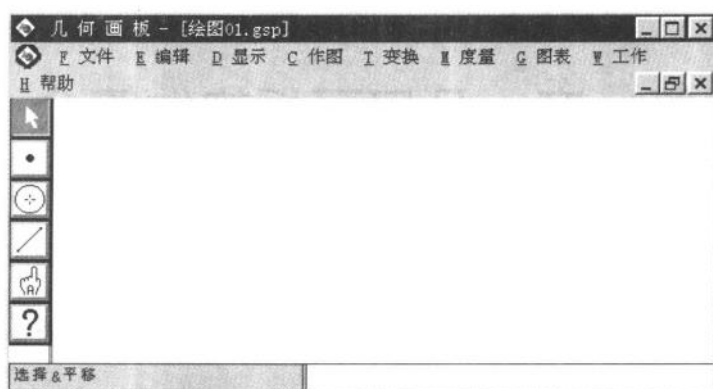 几何画板 - [绘图01.gsp]
F 文件 E 编辑 D 显示 C 作图 T 变换 M 度量 G 图表 W 工作
H 帮助
A
?
选择&平移